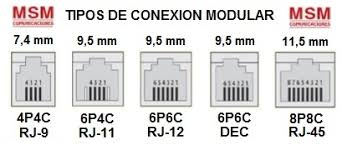 MSM TIPOS DE CONEXION MODULAR MSM
COMUNICACIONES COMUNICACIONES
7,4 mm 9,5 mm 9,5 mm 9,5 mm 11,5 mm
4321 4321 654321 654321 87654321
4P4C 6P4C 6P6C 6P6C 8P8C
RJ-9 RJ-11 RJ-12 DEC RJ-45